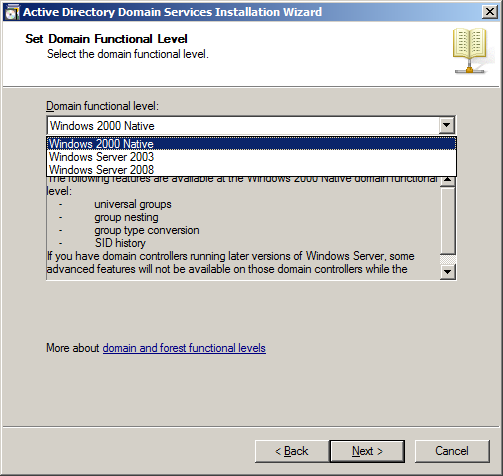 Active Directory Domain Services Installation Wizard
Set Domain Functional Level
Select the domain functional level.
Domain functional level:
Windows 2000 Native
Windows 2000 Native
Windows Server 2003
Windows Server 2008
The following features are available at the Windows 2000 Native domain functional
level:
- universal groups
- group nesting
- group type conversion
- SID history
If you have domain controllers running later versions of Windows Server, some
advanced features will not be available on those domain controllers while the
More about domain and forest functional levels
< Back
Next >
Cancel